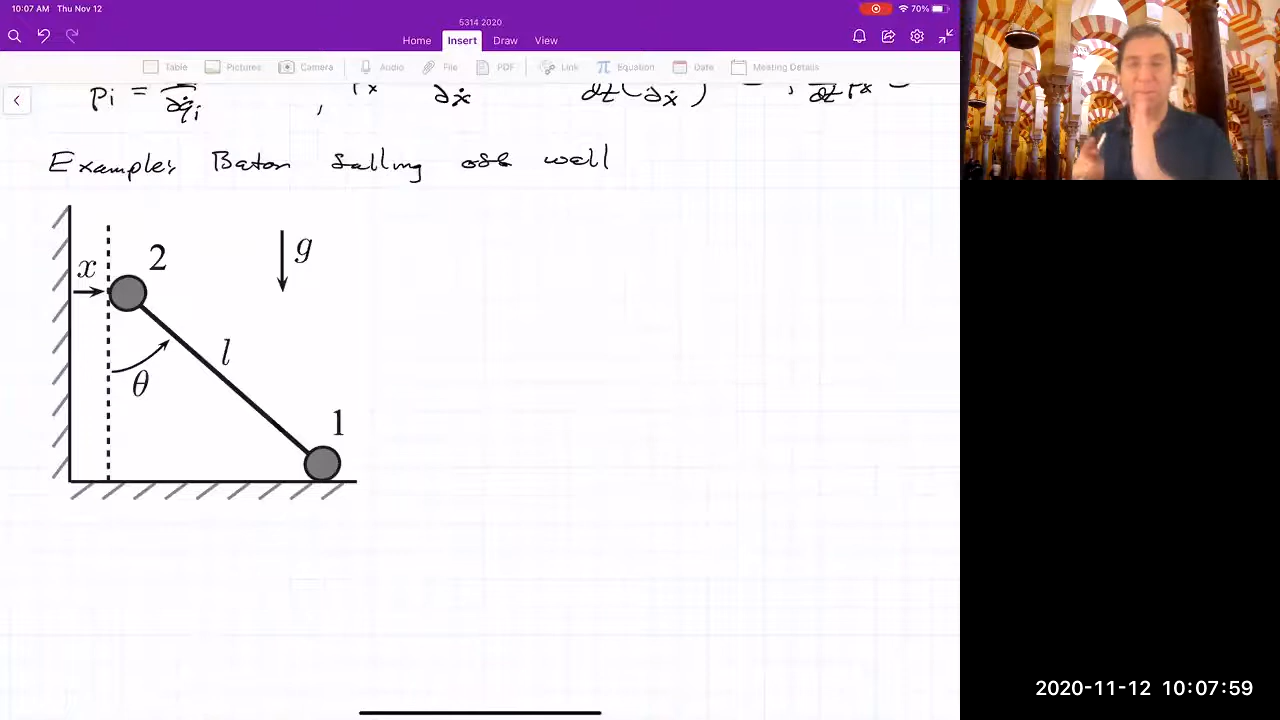 10:07 AM Thu Nov 12
70%
5314 2020
Home Insert Draw View
Table Pictures Camera Audio File PDF Link Equation Date Meeting Details
Example: Baton falling off wall
2
g
x
l
θ
1
2020-11-12 10:07:59